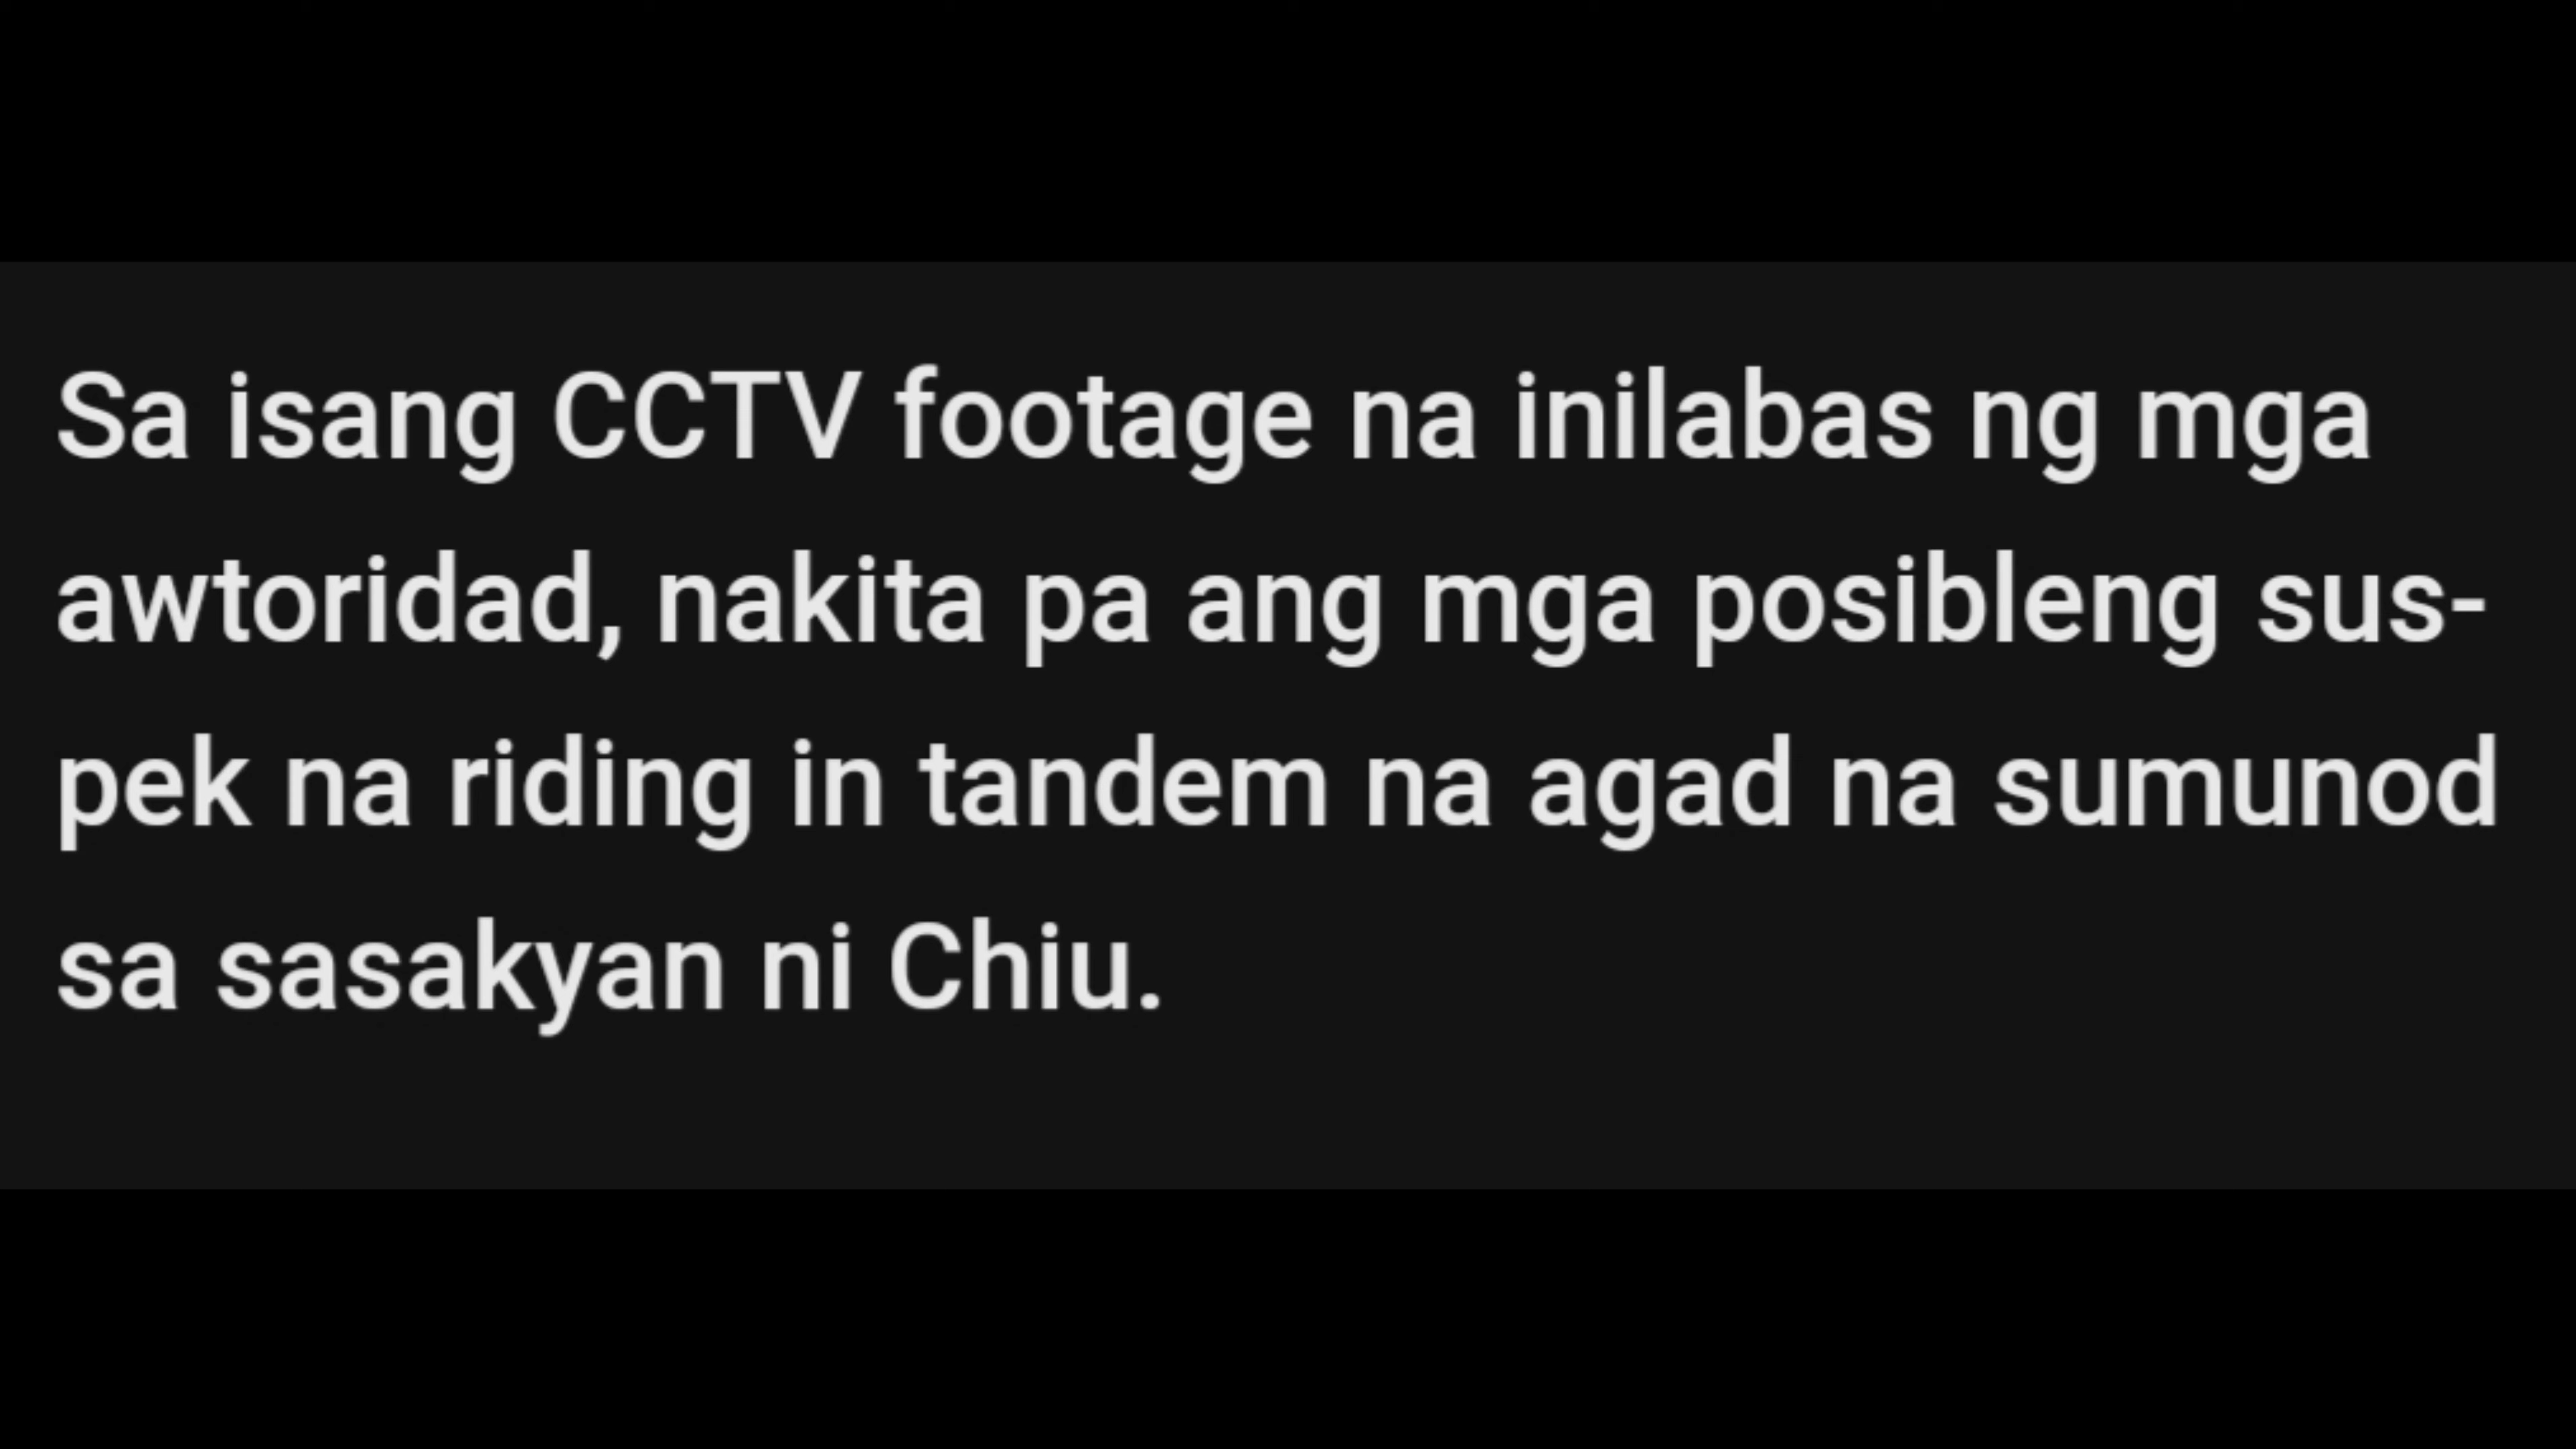 Sa isang CCTV footage na inilabas ng mga
awtoridad, nakita pa ang mga posibleng sus-
pek na riding in tandem na agad na sumunod
sa sasakyan ni Chiu.